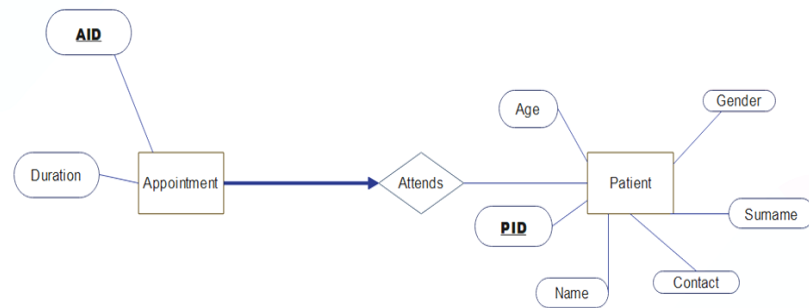 AID
Gender
Age
Duration
Appointment
Attends
Patient
Surname
PID
Contact
Name